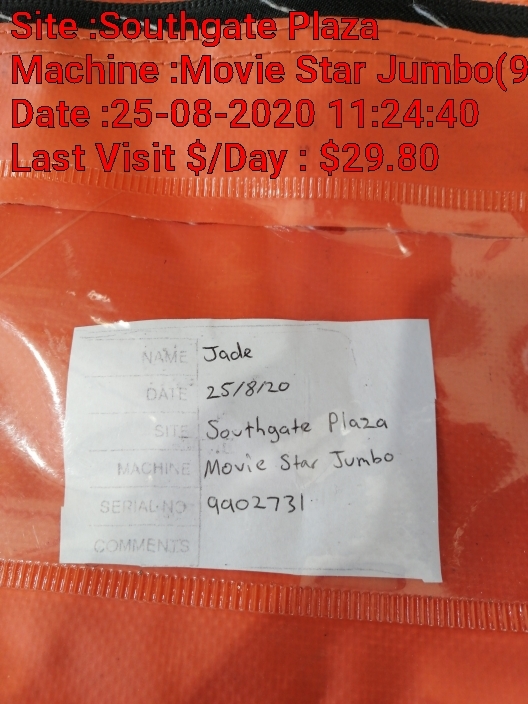 Site :Southgate Plaza
Machine :Movie Star Jumbo(9
Date :25-08-2020 11:24:40
Last Visit $/Day : $29.80
NAME Jade
DATE 25/8/20
SITE Southgate Plaza
MACHINE Movie Star Jumbo
SERIAL NO 9902731
COMMENTS